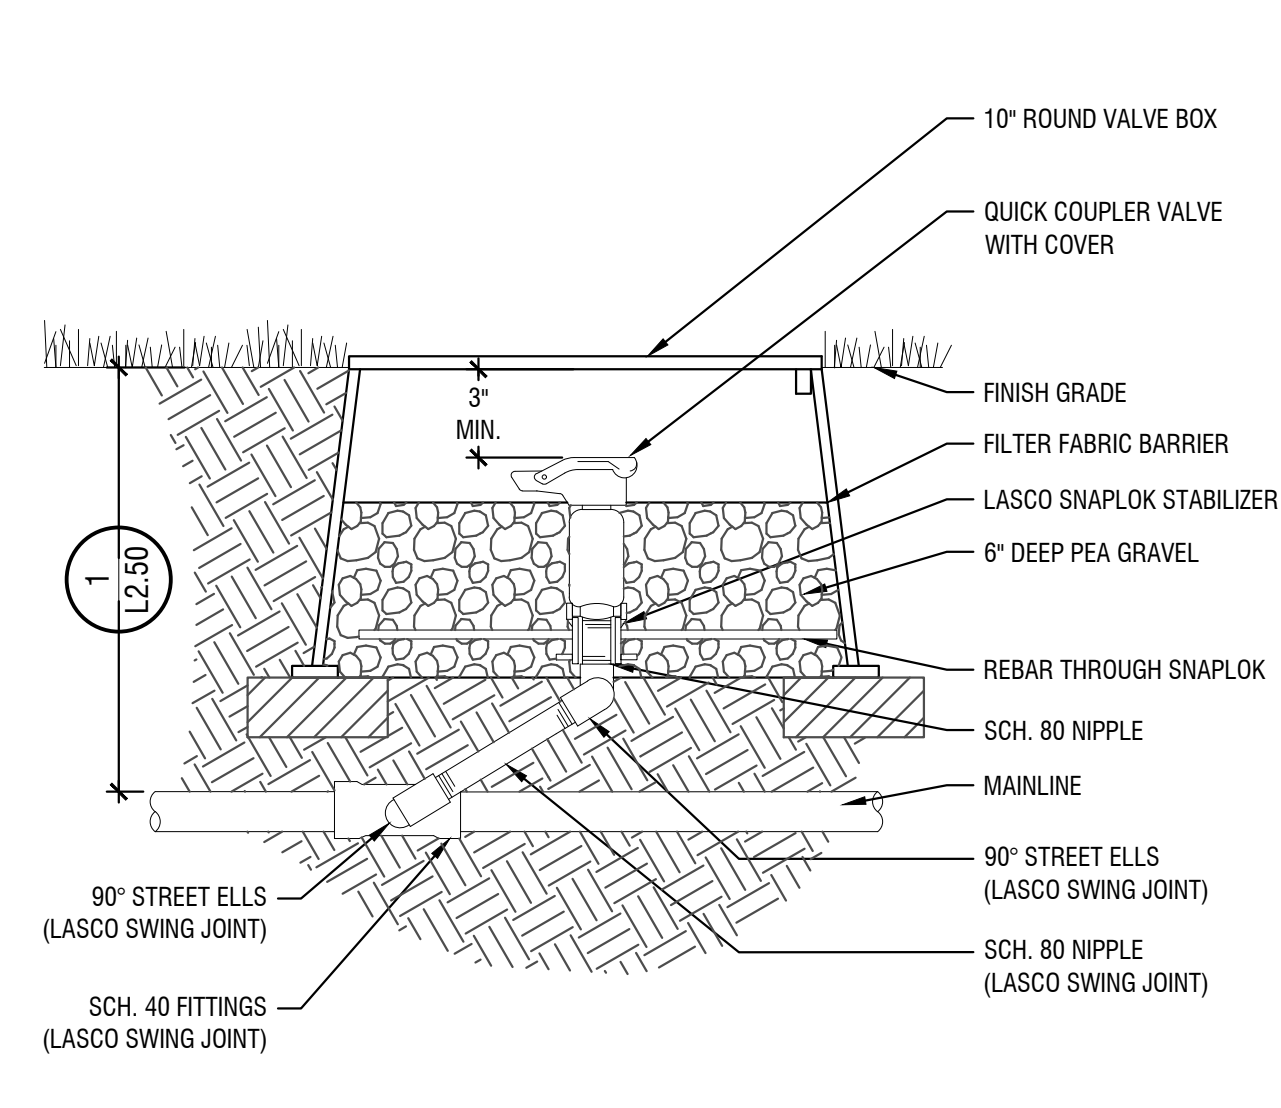 10" ROUND VALVE BOX
QUICK COUPLER VALVE
WITH COVER
3"
MIN.
FINISH GRADE
FILTER FABRIC BARRIER
LASCO SNAPLOK STABILIZER
6" DEEP PEA GRAVEL
1
L2.50
REBAR THROUGH SNAPLOK
SCH. 80 NIPPLE
MAINLINE
90° STREET ELLS
(LASCO SWING JOINT)
SCH. 80 NIPPLE
(LASCO SWING JOINT)
90° STREET ELLS
(LASCO SWING JOINT)
SCH. 40 FITTINGS
(LASCO SWING JOINT)